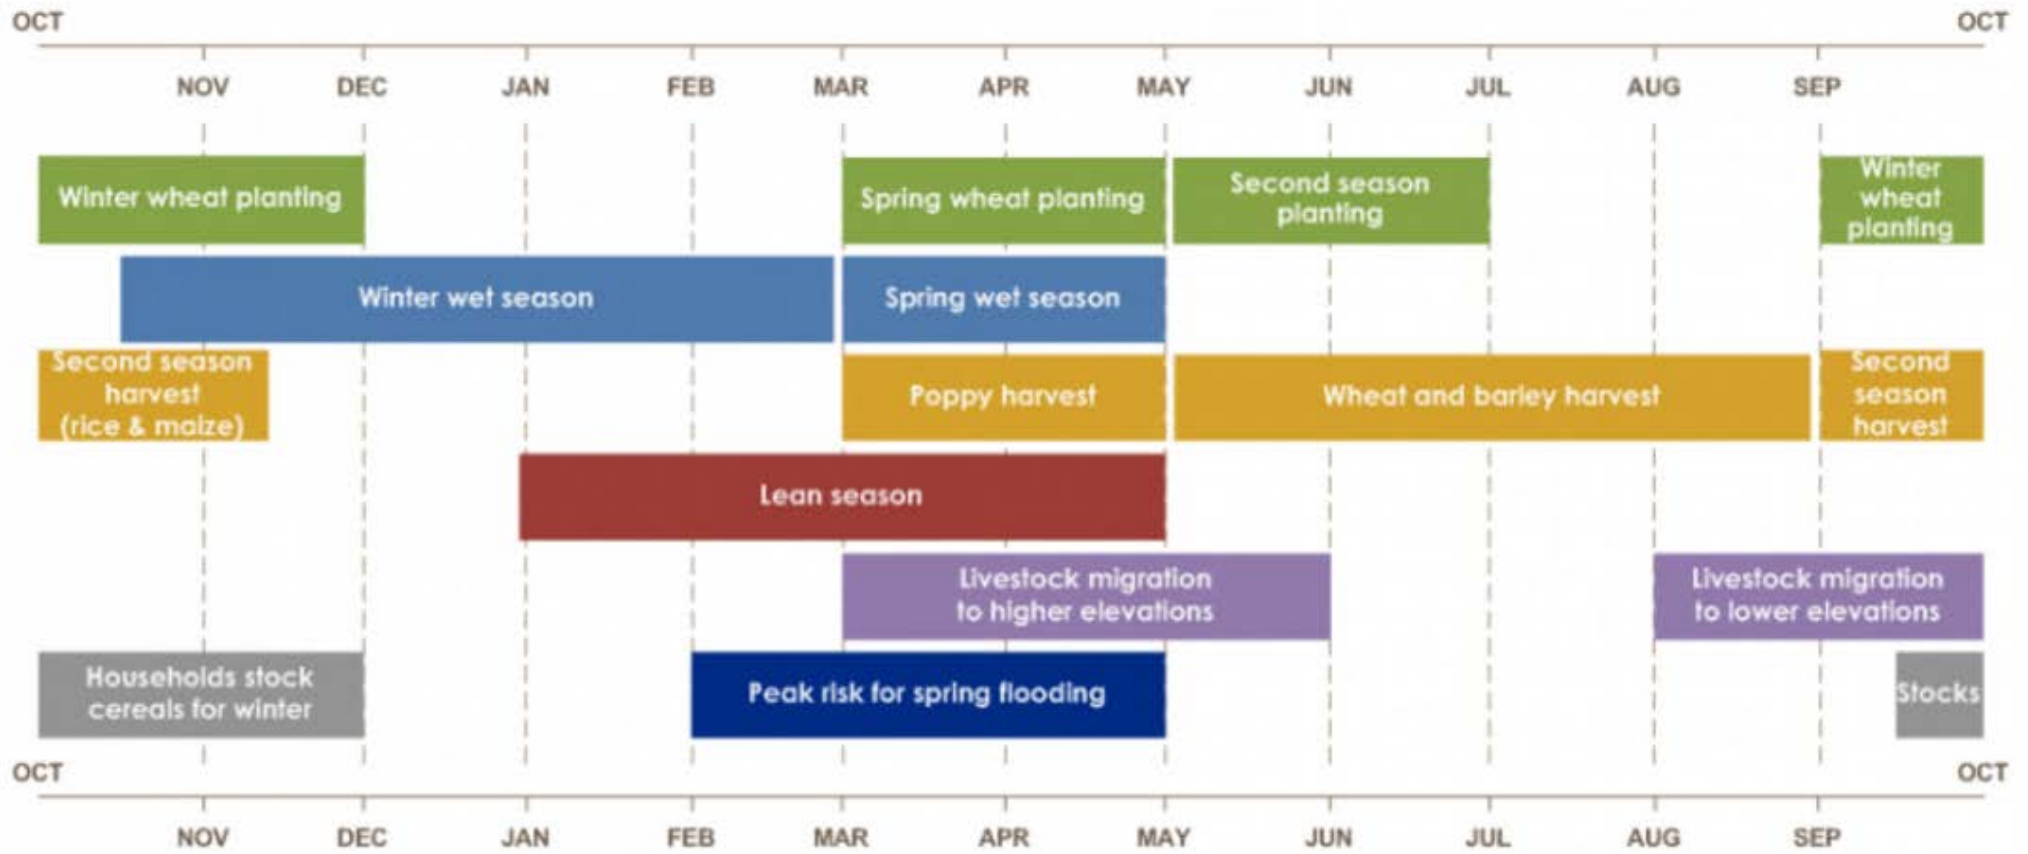 OCT OCT
NOV DEC JAN FEB MAR APR MAY JUN JUL AUG SEP
Winter wheat planting
Spring wheat planting
Second season
planting
Winter
wheat
planting
Winter wet season
Spring wet season
Second season
harvest
(rice & maize)
Poppy harvest
Wheat and barley harvest
Second
season
harvest
Lean season
Livestock migration
to higher elevations
Livestock migration
to lower elevations
Households stock
cereals for winter
Peak risk for spring flooding
Stocks
OCT OCT
NOV DEC JAN FEB MAR APR MAY JUN JUL AUG SEP